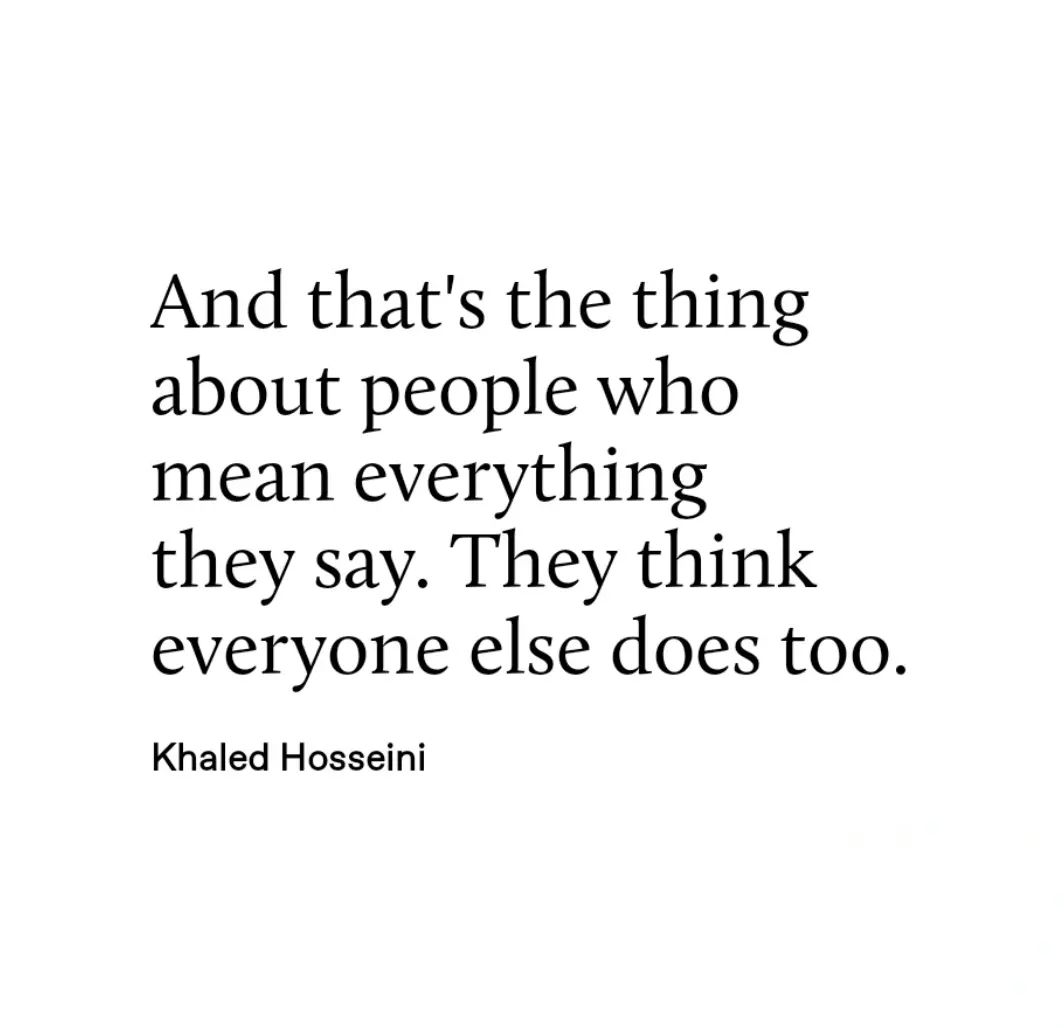 And that's the thing
about people who
mean everything
they say. They think
everyone else does too.
Khaled Hosseini